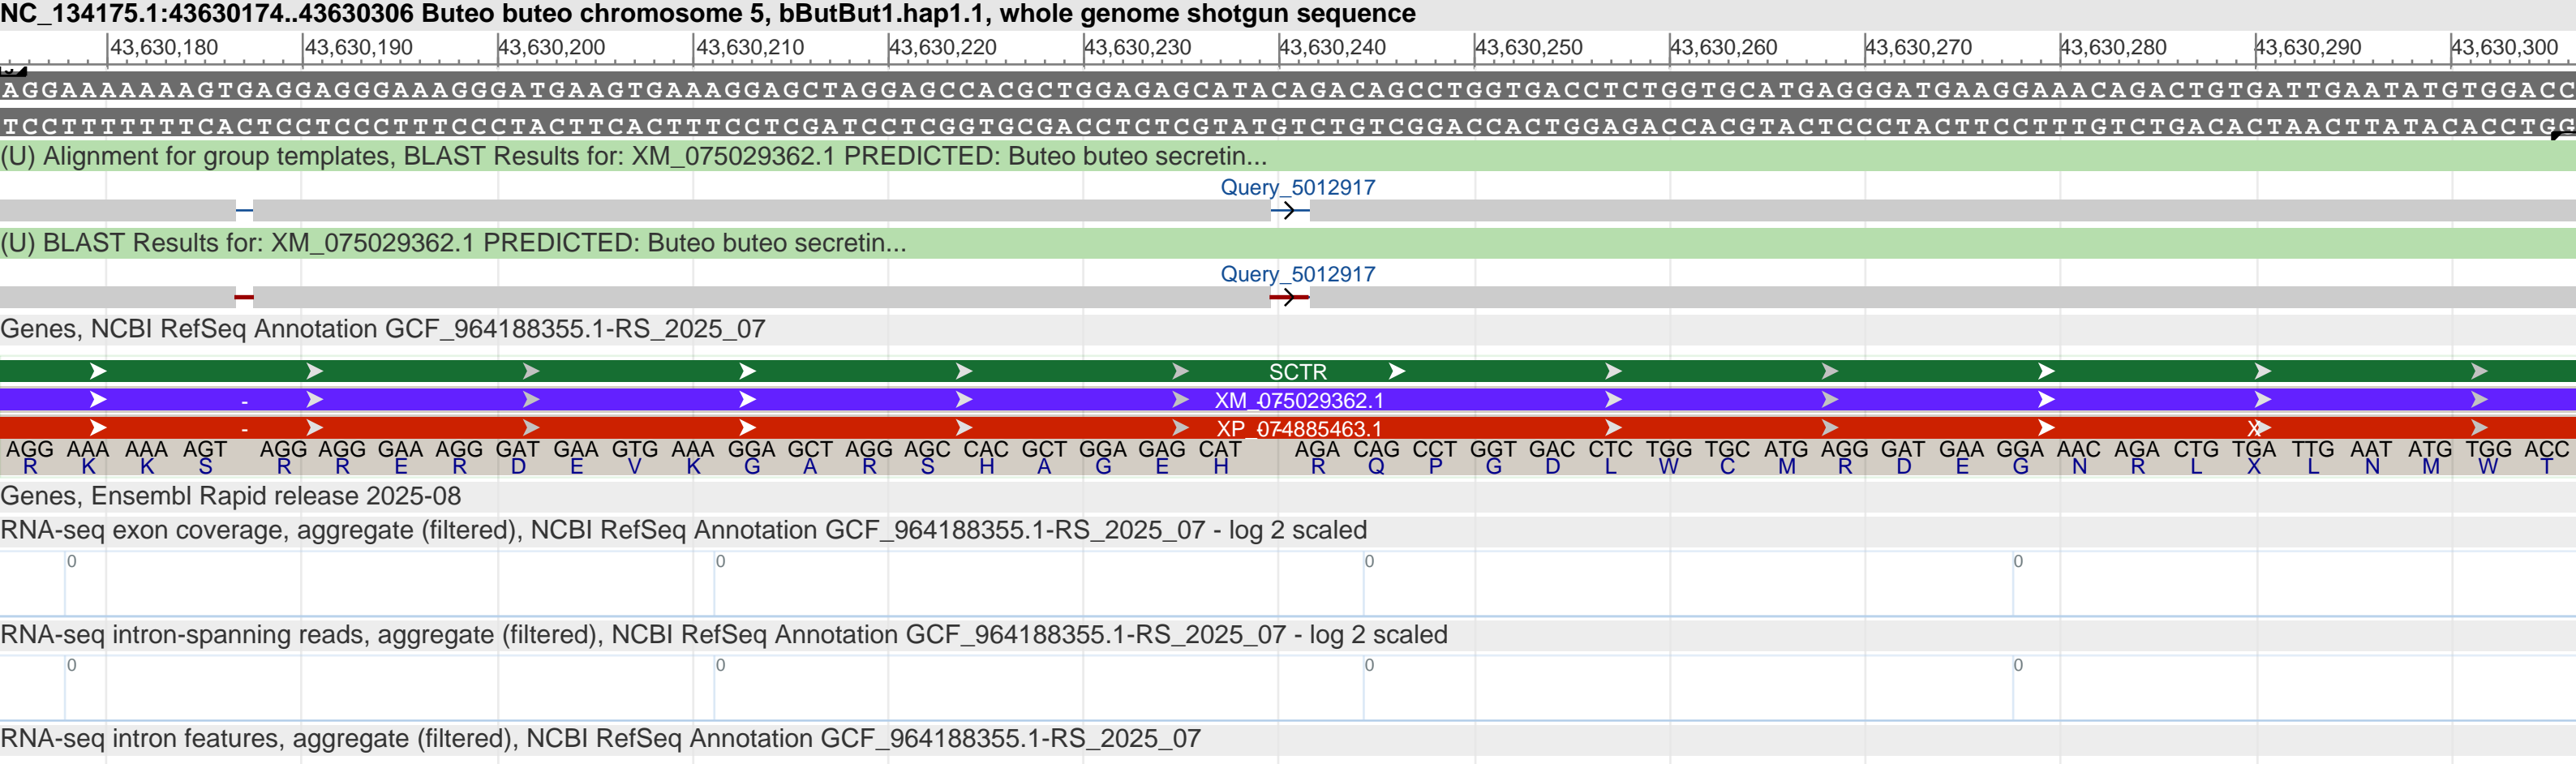 NC_134175.1:43630174..43630306 Buteo buteo chromosome 5, bButBut1.hap1.1, whole genome shotgun sequence
43,630,180 43,630,190 43,630,200 43,630,210 43,630,220 43,630,230 43,630,240 43,630,250 43,630,260 43,630,270 43,630,280 43,630,290 43,630,300
AGGAAAAAAAGTGAGGAGGGAAAGGGATGAAGTGAAAGGAGCTAGGAGCCACGCTGGAGAGCATACAGACAGCCTGGTGACCTCTGGTGCATGAGGGATGAAGGAAACAGACTGTGATTGAATATGTGGACC
TCCTTTTTTTCACTCCTCCCTTTCCCTACTTCACTTTCCTCGATCCTCGGTGCGACCTCTCGTATGTCTGTCGGACCACTGGAGACCACGTACTCCCTACTTCCTTTGTCTGACACTAACTTATACACCTGG
(U) Alignment for group templates, BLAST Results for: XM_075029362.1 PREDICTED: Buteo buteo secretin...
Query_5012917
(U) BLAST Results for: XM_075029362.1 PREDICTED: Buteo buteo secretin...
Query_5012917
Genes, NCBI RefSeq Annotation GCF_964188355.1-RS_2025_07
SCTR
- XM_075029362.1
- XP_074885463.1 X
AGG AAA AAA AGT AGG AGG GAA AGG GAT GAA GTG AAA GGA GCT AGG AGC CAC GCT GGA GAG CAT AGA CAG CCT GGT GAC CTC TGG TGC ATG AGG GAT GAA GGA AAC AGA CTG TGA TTG AAT ATG TGG ACC
R K K S R R E R D E V K G A R S H A G E H R Q P G D L W C M R D E G N R L X L N M W T
Genes, Ensembl Rapid release 2025-08
RNA-seq exon coverage, aggregate (filtered), NCBI RefSeq Annotation GCF_964188355.1-RS_2025_07 - log 2 scaled
0 0 0 0
RNA-seq intron-spanning reads, aggregate (filtered), NCBI RefSeq Annotation GCF_964188355.1-RS_2025_07 - log 2 scaled
0 0 0 0
RNA-seq intron features, aggregate (filtered), NCBI RefSeq Annotation GCF_964188355.1-RS_2025_07